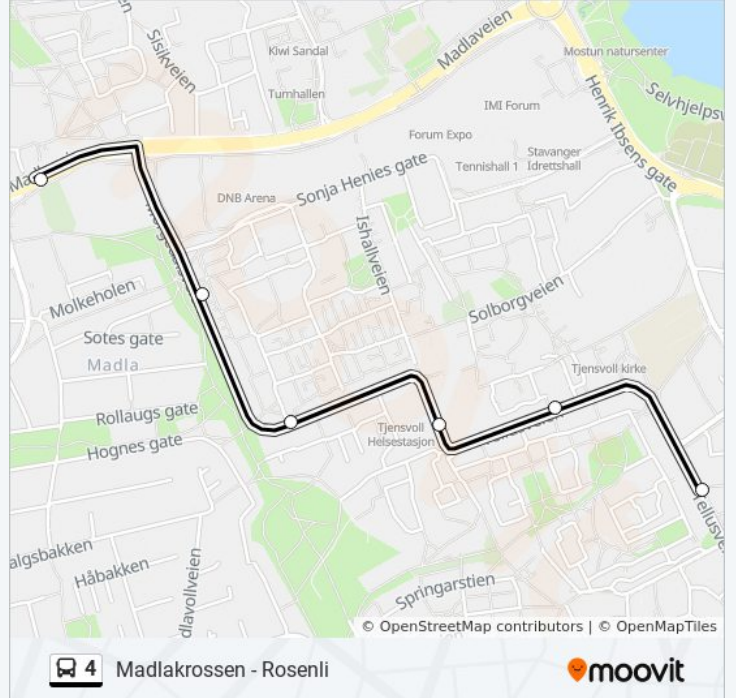 Sisikveien
Kiwi Sandal
Madlaveien
Mostun natursenter
Turnhallen
IMI Forum
Henrik Ibsens gate
Forum Expo
Stavanger
Idrettshall
Tennishall 1
Sonja Henies gate
DNB Arena
Ishallveien
Molkeholen
Solborgveien
Sotes gate
Madla
Tjensvoll kirke
Rollaugs gate
Tjensvoll
Helsestasjon
Hognes gate
Håbakken
Springarstien
© OpenStreetMap contributors | © OpenMapTiles
4 Madlakrossen - Rosenli
moovit